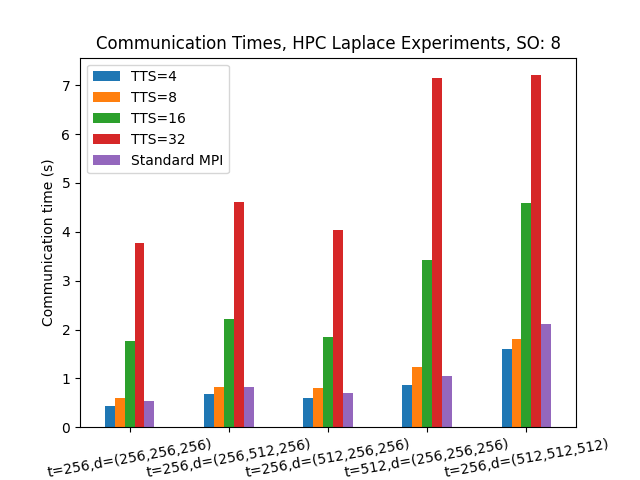 Communication Times, HPC Laplace Experiments, SO: 8
TTS=4
TTS=8
TTS=16
TTS=32
Standard MPI
Communication time (s)
7
6
5
4
3
2
1
0
t=256,d=(256,256,256)
t=256,d=(256,512,256)
t=256,d=(512,256,256)
t=512,d=(256,256,256)
t=256,d=(512,512,512)